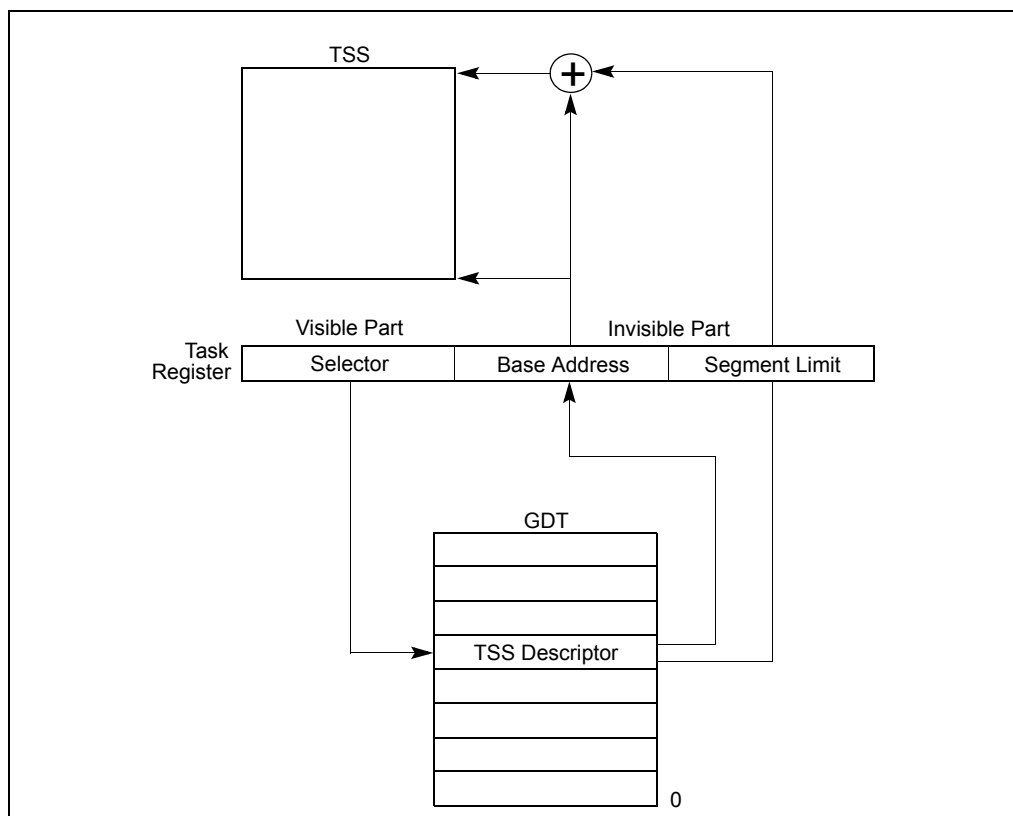 TSS
+
Visible Part
Invisible Part
Task
Register
Selector
Base Address
Segment Limit
GDT
TSS Descriptor
0